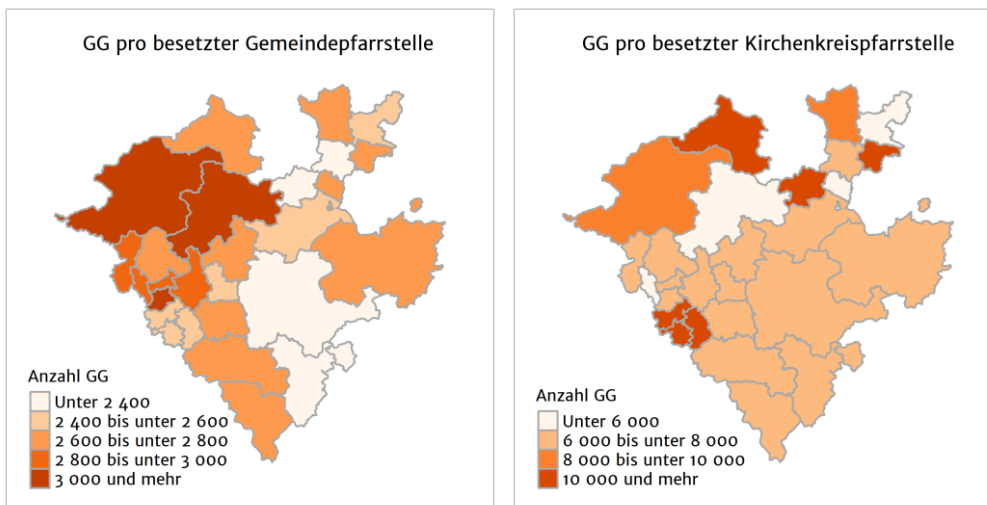 GG pro besetzter Gemeindepfarrstelle
Anzahl GG
Unter 2 400
2 400 bis unter 2 600
2 600 bis unter 2 800
2 800 bis unter 3 000
3 000 und mehr
GG pro besetzter Kirchenkreispfarrstelle
Anzahl GG
Unter 6 000
6 000 bis unter 8 000
8 000 bis unter 10 000
10 000 und mehr